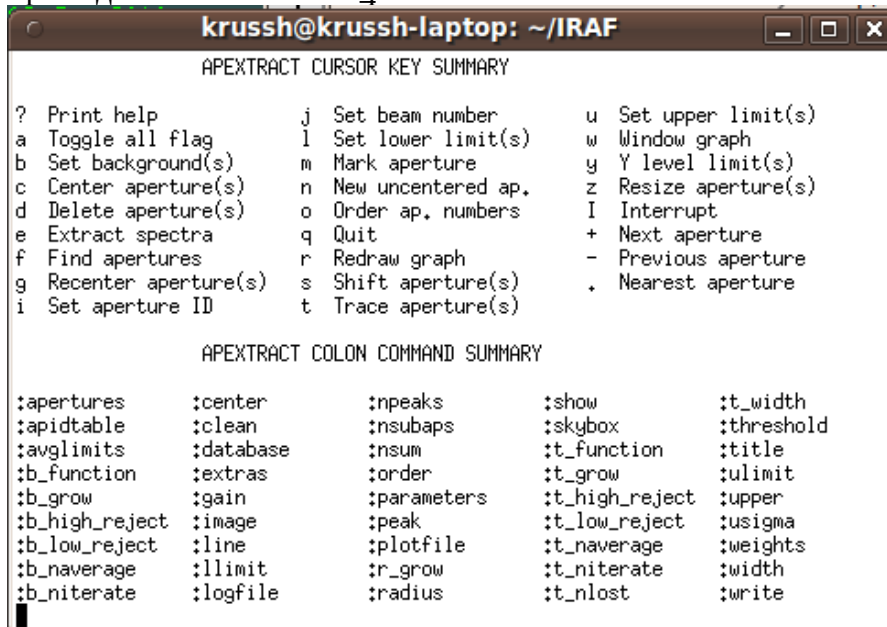 krussh@krussh-laptop: ~/IRAF
APEXTRACT CURSOR KEY SUMMARY
? Print help j Set beam number u Set upper limit(s)
a Toggle all flag l Set lower limit(s) w Window graph
b Set background(s) m Mark aperture y Y level limit(s)
c Center aperture(s) n New uncentered ap. z Resize aperture(s)
d Delete aperture(s) o Order ap. numbers I Interrupt
e Extract spectra q Quit + Next aperture
f Find apertures r Redraw graph - Previous aperture
g Recenter aperture(s) s Shift aperture(s) . Nearest aperture
i Set aperture ID t Trace aperture(s)
APEXTRACT COLON COMMAND SUMMARY
:apertures :center :npeaks :show :t_width
:apidtable :clean :nsubaps :skybox :threshold
:avglimits :database :nsum :t_function :title
:b_function :extras :order :t_grow :ulimit
:b_grow :gain :parameters :t_high_reject :upper
:b_high_reject :image :peak :t_low_reject :usigma
:b_low_reject :line :plotfile :t_naverage :weights
:b_naverage :llimit :r_grow :t_niterate :width
:b_niterate :logfile :radius :t_nlost :write